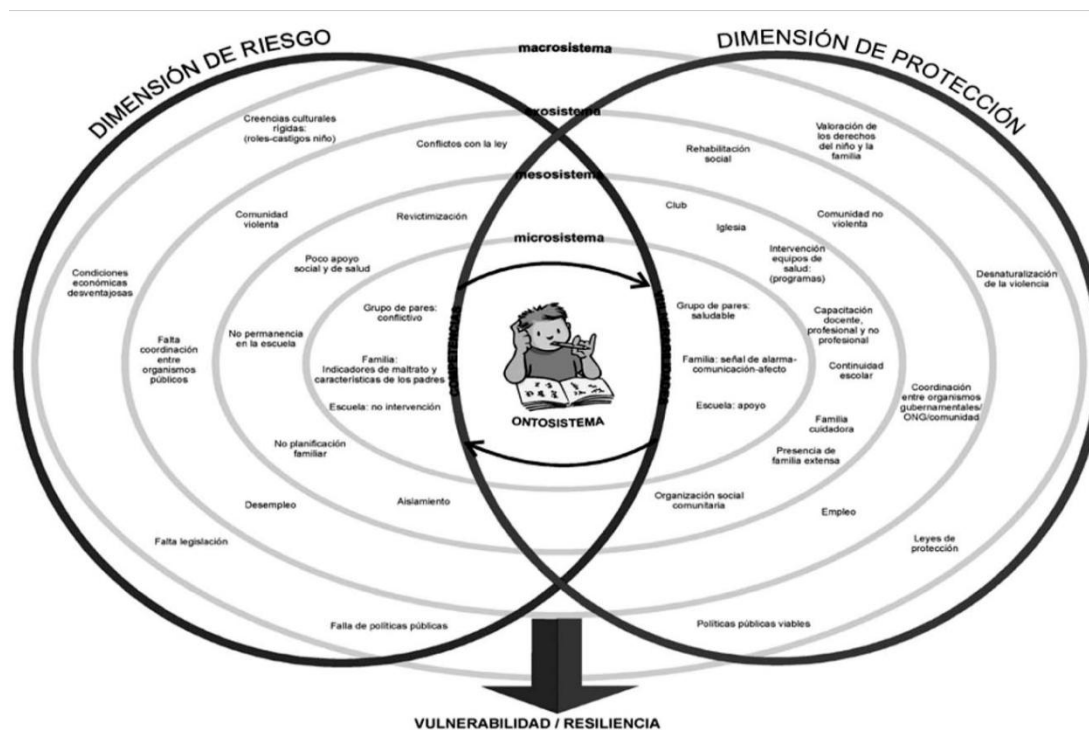 DIMENSIÓN DE RIESGO
DIMENSIÓN DE PROTECCIÓN
macrosistema
exosistema
mesosistema
microsistema
Creencias culturales
rígidas:
(roles-castigos niño)
Conflictos con la ley
Comunidad
violenta
Revictimización
Poco apoyo
social y de salud
Condiciones
económicas
desventajosas
Grupo de pares:
conflictivo
No permanencia
en la escuela
Falta
coordinación
entre
organismos
públicos
Familia:
Indicadores de maltrato y
características de los padres
Escuela: no intervención
No planificación
familiar
Aislamiento
Desempleo
Falta legislación
Falla de políticas públicas
ONTOSISTEMA
Valoración de
los derechos
del niño y la
familia
Rehabilitación
social
Club
Iglesia
Comunidad no
violenta
Intervención
equipos de
salud:
(programas)
Desnaturalización
de la violencia
Grupo de pares:
saludable
Capacitación
docente,
profesional y no
profesional
Familia: señal de alarma-
comunicación-afecto
Continuidad
escolar
Escuela: apoyo
Coordinación
entre organismos
gubernamentales/
ONG/comunidad
Familia
cuidadora
Presencia de
familia extensa
Organización social
comunitaria
Empleo
Leyes de
protección
Políticas públicas viables
VULNERABILIDAD / RESILIENCIA